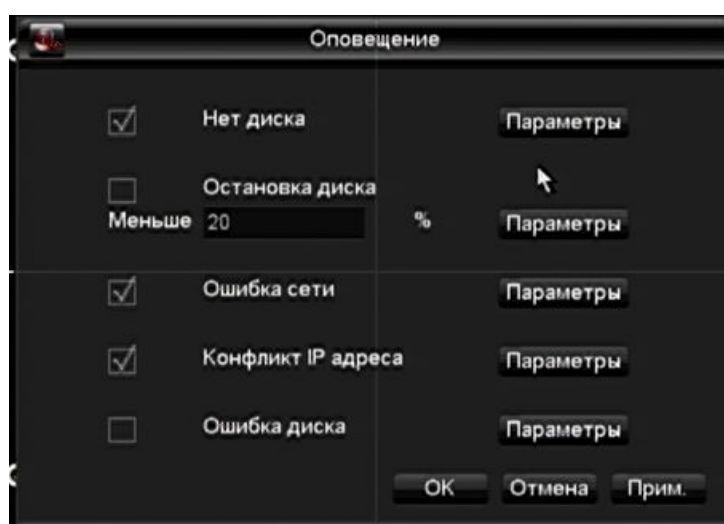 Оповещение
Нет диска Параметры
Остановка диска
Меньше 20 % Параметры
Ошибка сети Параметры
Конфликт IP адреса Параметры
Ошибка диска Параметры
OK Отмена Прим.